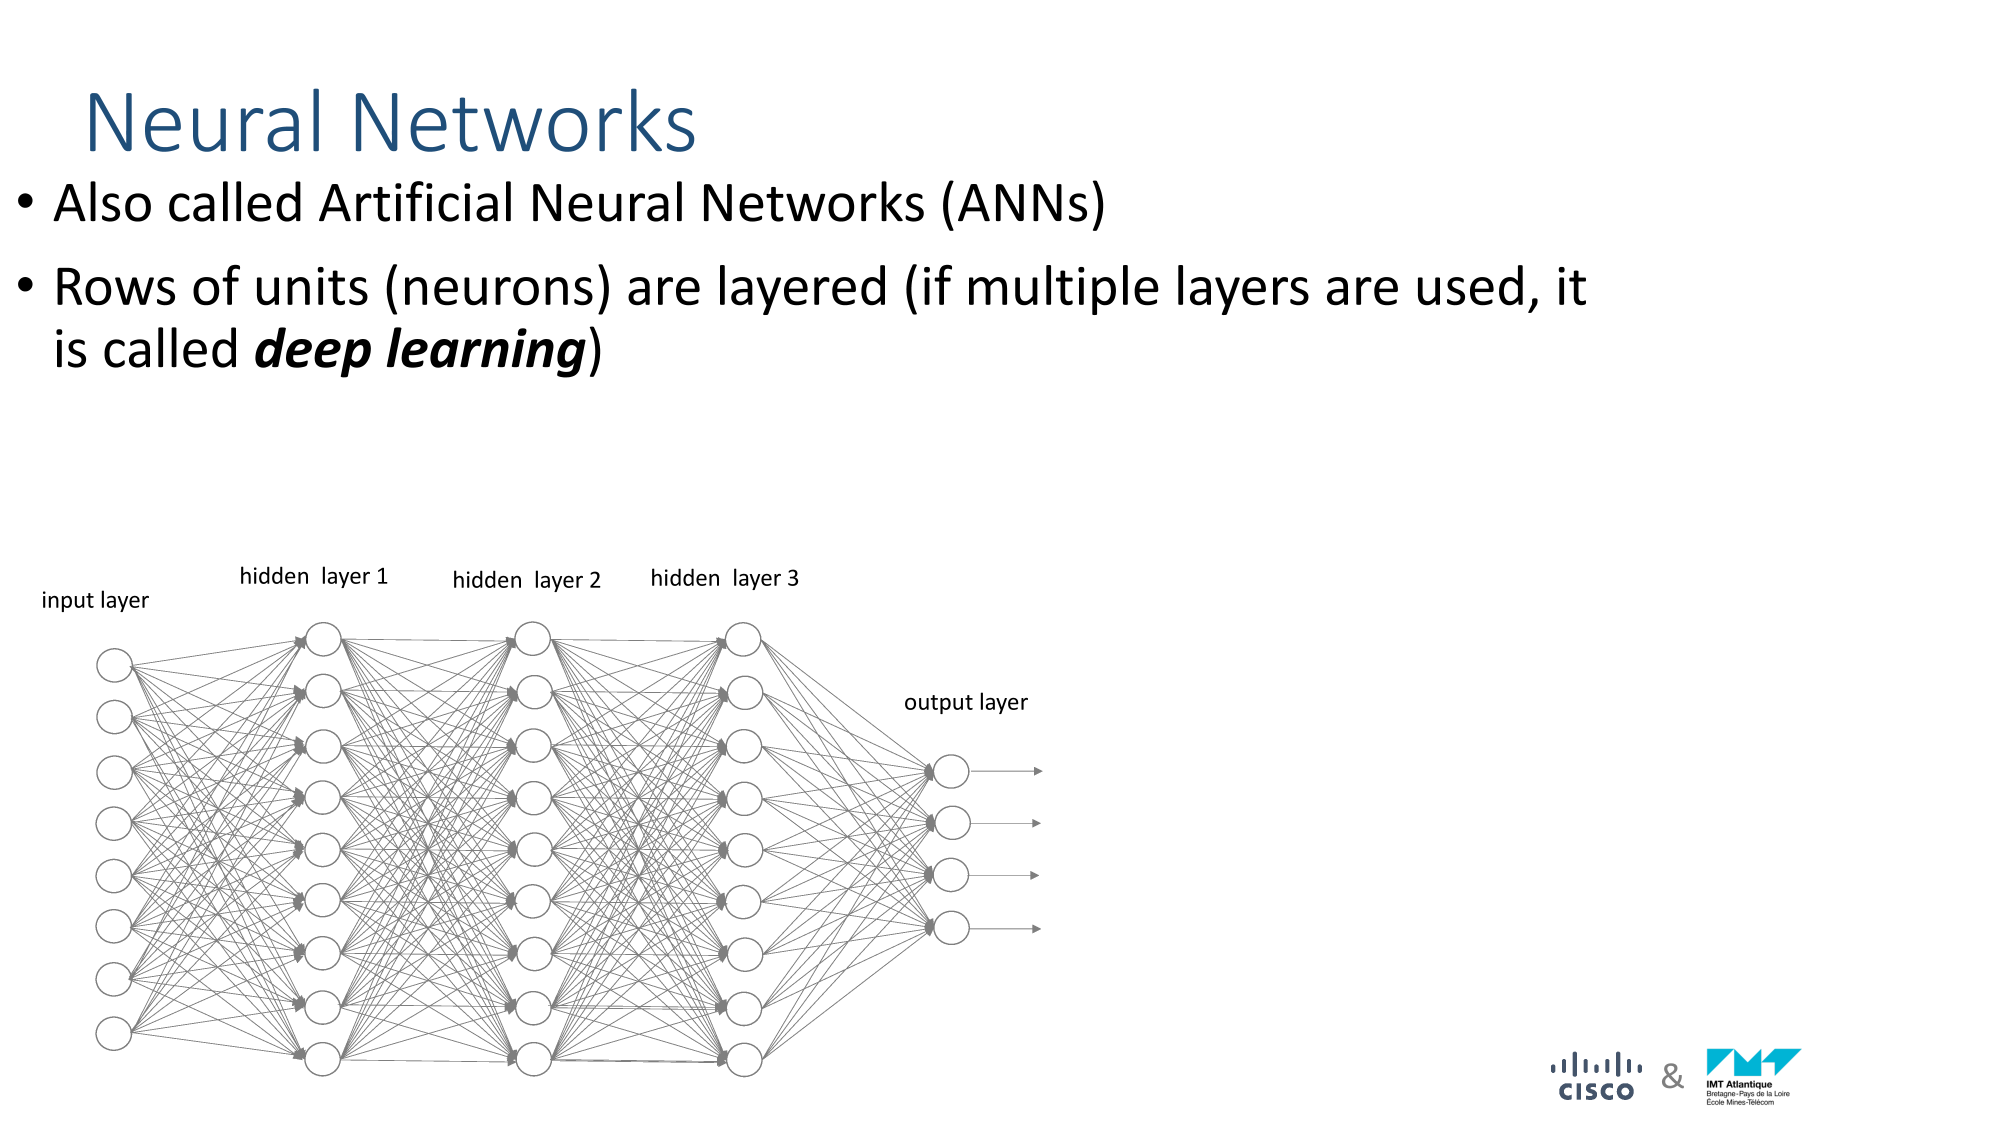 Neural Networks
• Also called Artificial Neural Networks (ANNs)
• Rows of units (neurons) are layered (if multiple layers are used, it
is called deep learning)
input layer
hidden layer 1
hidden layer 2
hidden layer 3
output layer
CISCO
&
IMT Atlantique
Bretagne-Pays de la Loire
École Mines-Télécom